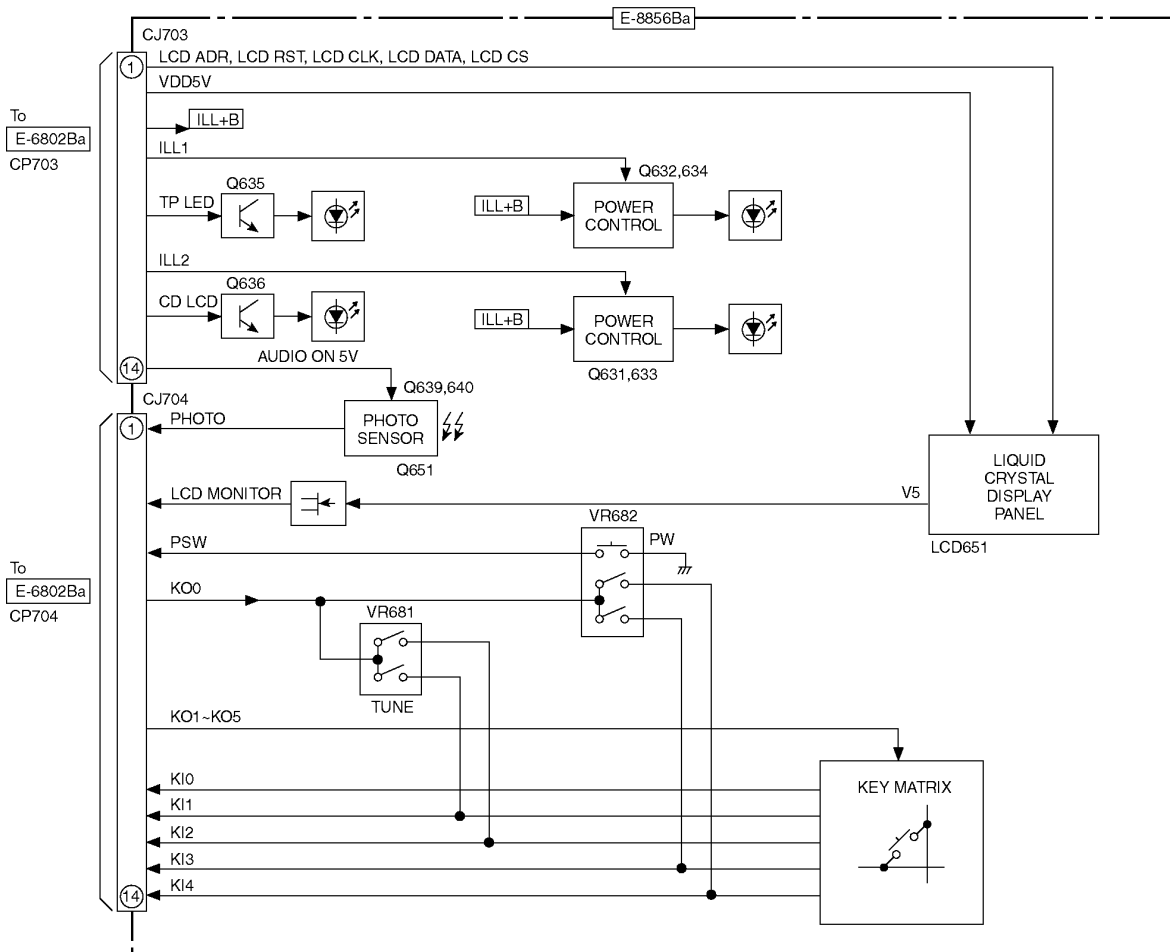 E-8856Ba
CJ703
1
LCD ADR, LCD RST, LCD CLK, LCD DATA, LCD CS
VDD5V
To
E-6802Ba
CP703
ILL+B
ILL1
Q632,634
Q635
TP LED
ILL+B
POWER
CONTROL
ILL2
Q636
CD LCD
ILL+B
POWER
CONTROL
AUDIO ON 5V
14
Q631,633
Q639,640
CJ704
1
PHOTO
PHOTO
SENSOR
Q651
LIQUID
CRYSTAL
DISPLAY
PANEL
LCD MONITOR
V5
LCD651
VR682
PSW
PW
To
E-6802Ba
CP704
KO0
VR681
TUNE
KO1~KO5
KEY MATRIX
KI0
KI1
KI2
KI3
KI4
14